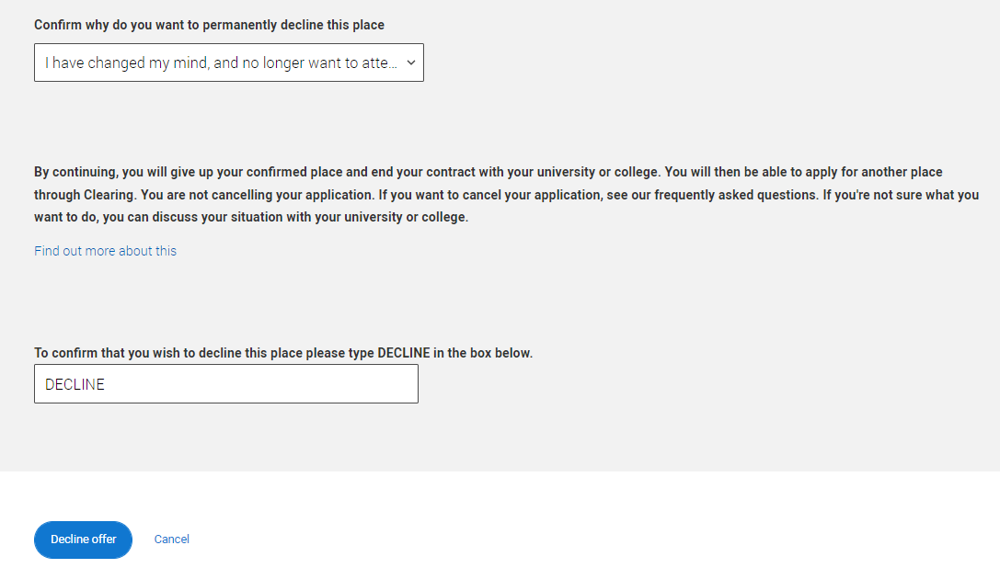 Confirm why do you want to permanently decline this place
I have changed my mind, and no longer want to atte...
By continuing, you will give up your confirmed place and end your contract with your university or college. You will then be able to apply for another place
through Clearing. You are not cancelling your application. If you want to cancel your application, see our frequently asked questions. If you're not sure what you
want to do, you can discuss your situation with your university or college.
Find out more about this
To confirm that you wish to decline this place please type DECLINE in the box below.
DECLINE
Decline offer Cancel